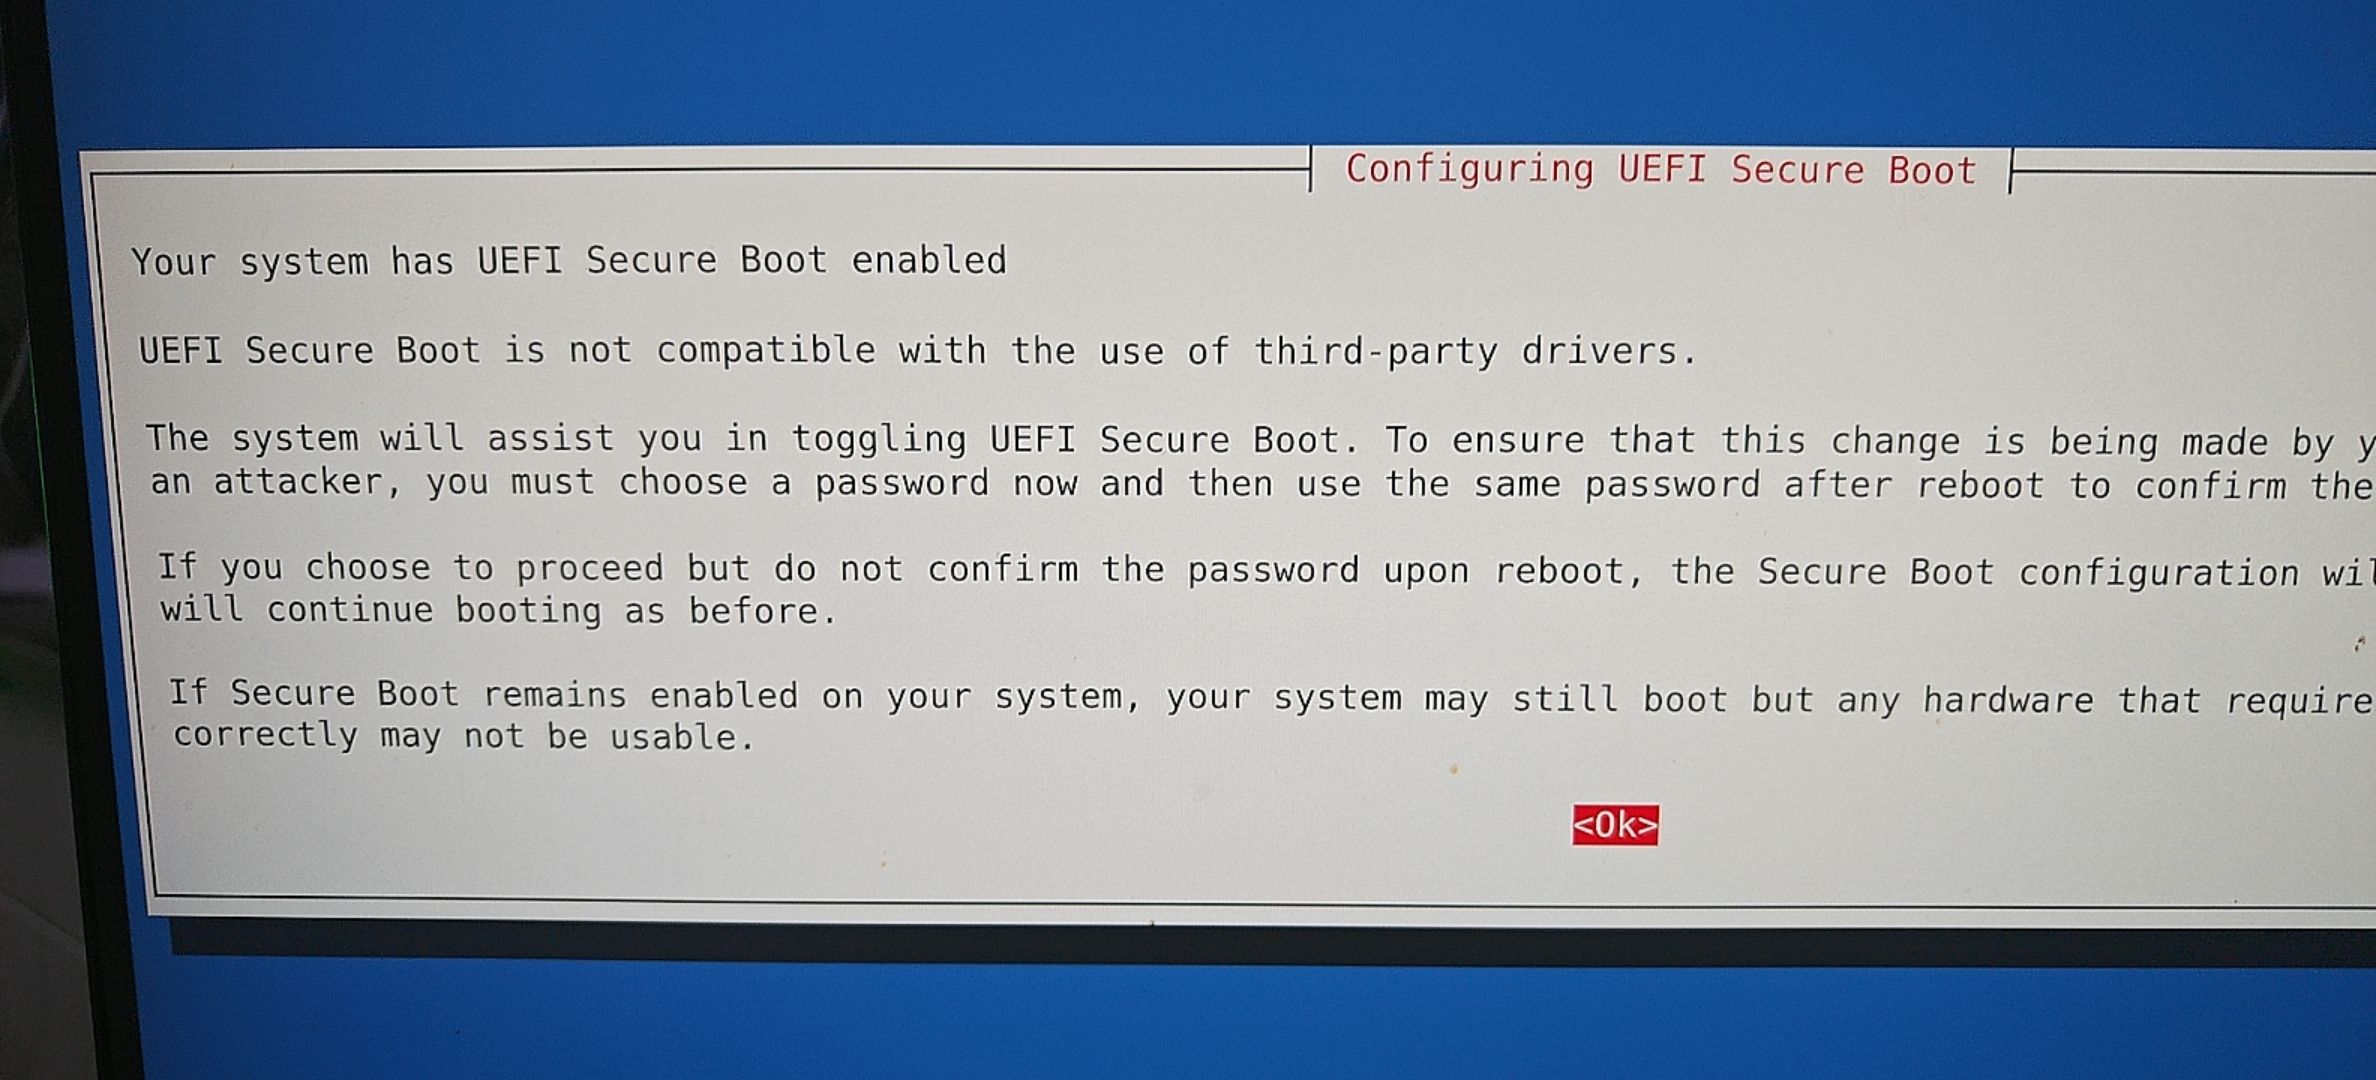 Configuring UEFI Secure Boot
Your system has UEFI Secure Boot enabled
UEFI Secure Boot is not compatible with the use of third-party drivers.
The system will assist you in toggling UEFI Secure Boot. To ensure that this change is being made by
an attacker, you must choose a password now and then use the same password after reboot to confirm the
If you choose to proceed but do not confirm the password upon reboot, the Secure Boot configuration
will continue booting as before.
If Secure Boot remains enabled on your system, your system may still boot but any hardware that require
correctly may not be usable.
<Ok>